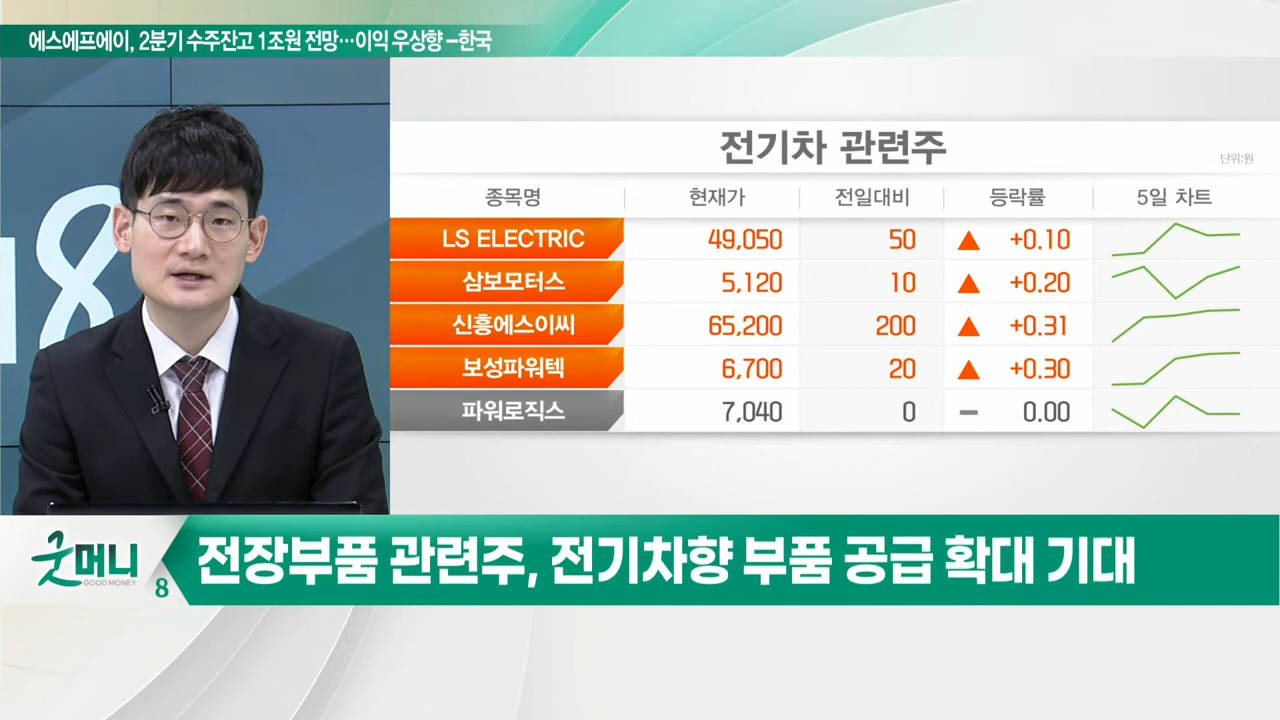 에스에프에이, 2분기 수주잔고 1조원 전망…이익 우상향 -한국
8
전기차 관련주
단위:원
종목명 현재가 전일대비 등락률 5일 차트
LS ELECTRIC 49,050 50 ▲ +0.10
삼보모터스 5,120 10 ▲ +0.20
신흥에스이씨 65,200 200 ▲ +0.31
보성파워텍 6,700 20 ▲ +0.30
파워로직스 7,040 0 - 0.00
굿머니
GOOD MONEY
8
전장부품 관련주, 전기차향 부품 공급 확대 기대